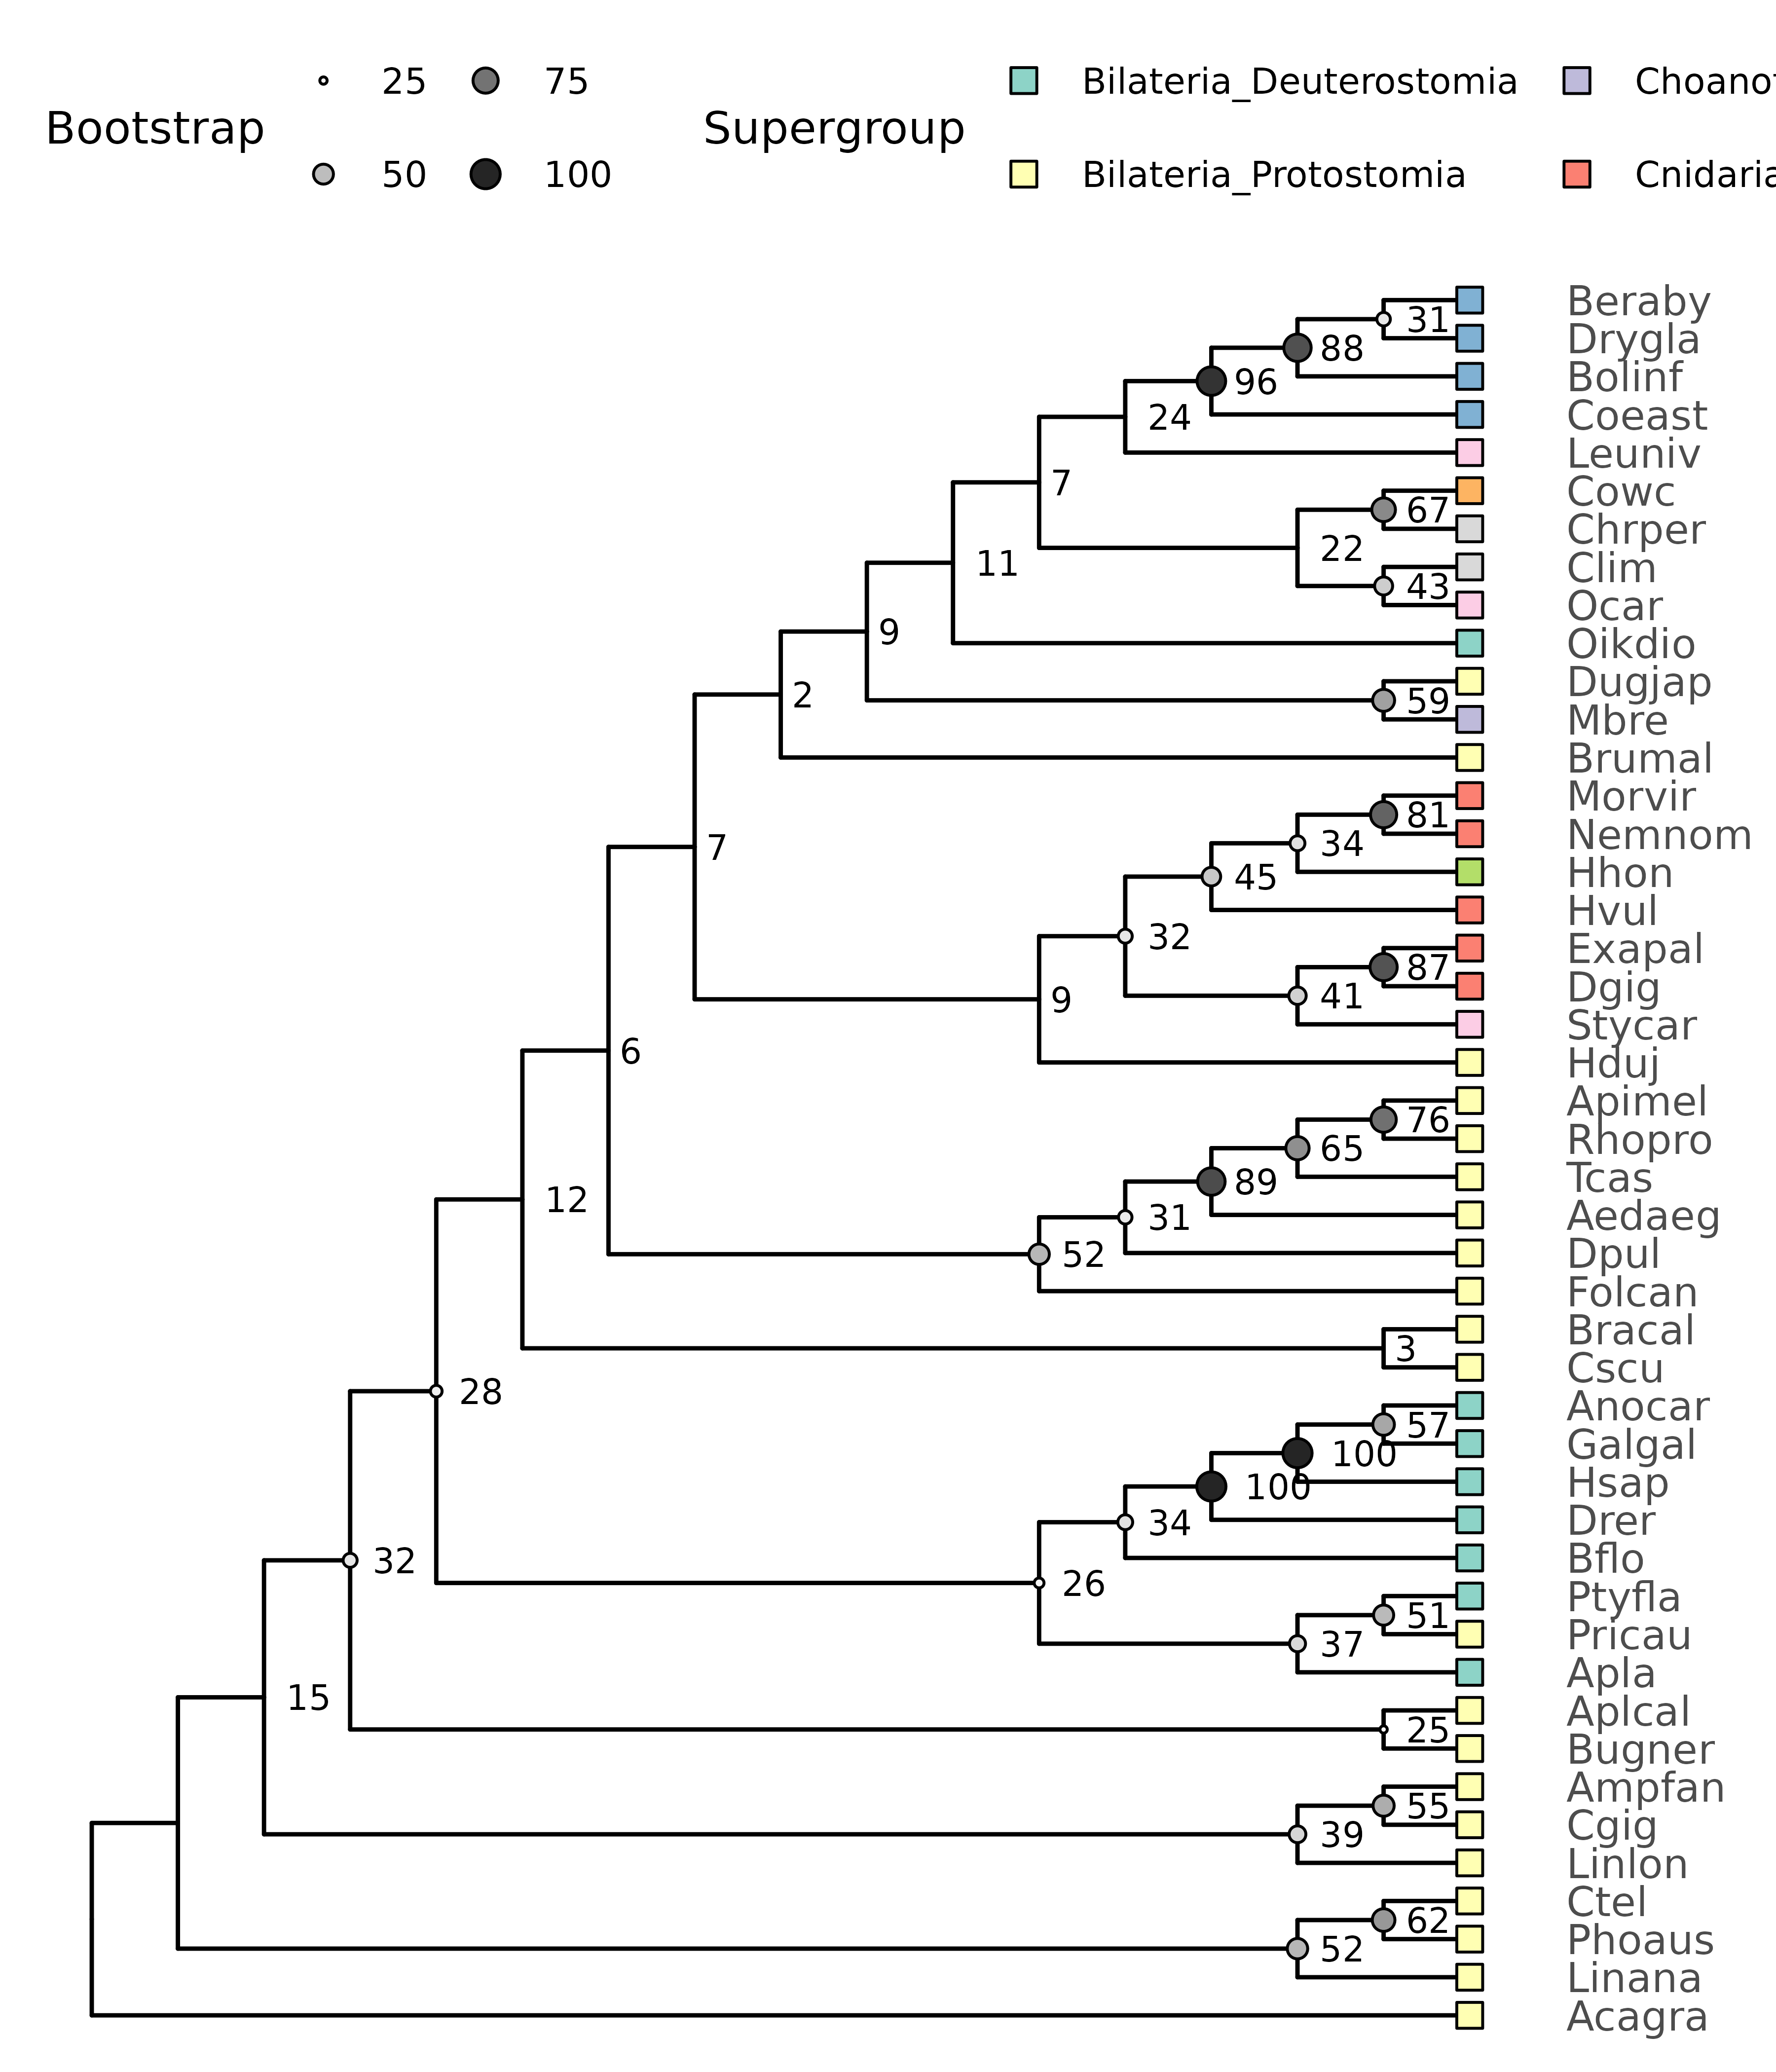 Bootstrap
25
75
50
100
Supergroup
Bilateria_Deuterostomia
Bilateria_Protostomia
Beraby
31
Drygla
88
Bolinf
96
Coeast
24
Leuniv
7
Cowc
67
Chrper
22
Clim
43
Ocar
11
Oikdio
9
Dugjap
59
Mbre
2
Brumal
Morvir
81
Nemnom
34
Hhon
45
7
Hvul
32
Exapal
87
Dgig
41
9
Stycar
6
Hduj
Apimel
76
Rhopro
65
Tcas
89
12
31
Aedaeg
52
Dpul
Folcan
Bracal
3
Cscu
28
Anocar
57
Galgal
100
Hsap
100
Drer
34
32
Bflo
26
Ptyfla
51
Pricau
37
Apla
15
Aplcal
25
Bugner
Ampfan
55
Cgig
39
Linlon
Ctel
62
Phoaus
52
Linana
Acagra